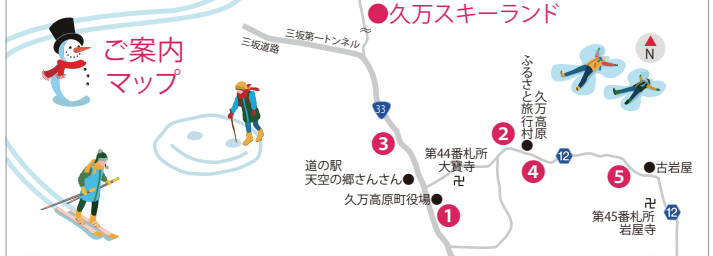 久万スキーランド
ご案内
マップ
三坂第一トンネル
三坂道路
N
33
久万高原
ふるさと旅行村
3
2
12
第44番札所
大寶寺
卍
4
5
古岩屋
道の駅
天空の郷さんさん
久万高原町役場
1
卍
第45番札所
岩屋寺
12